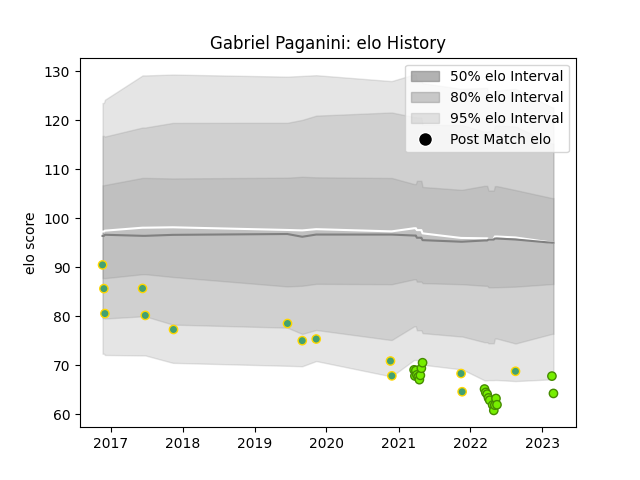 Gabriel Paganini: elo History
130
120
110
100
90
80
70
60
elo score
50% elo Interval
80% elo Interval
95% elo Interval
Post Match elo
2017
2018
2019
2020
2021
2022
2023